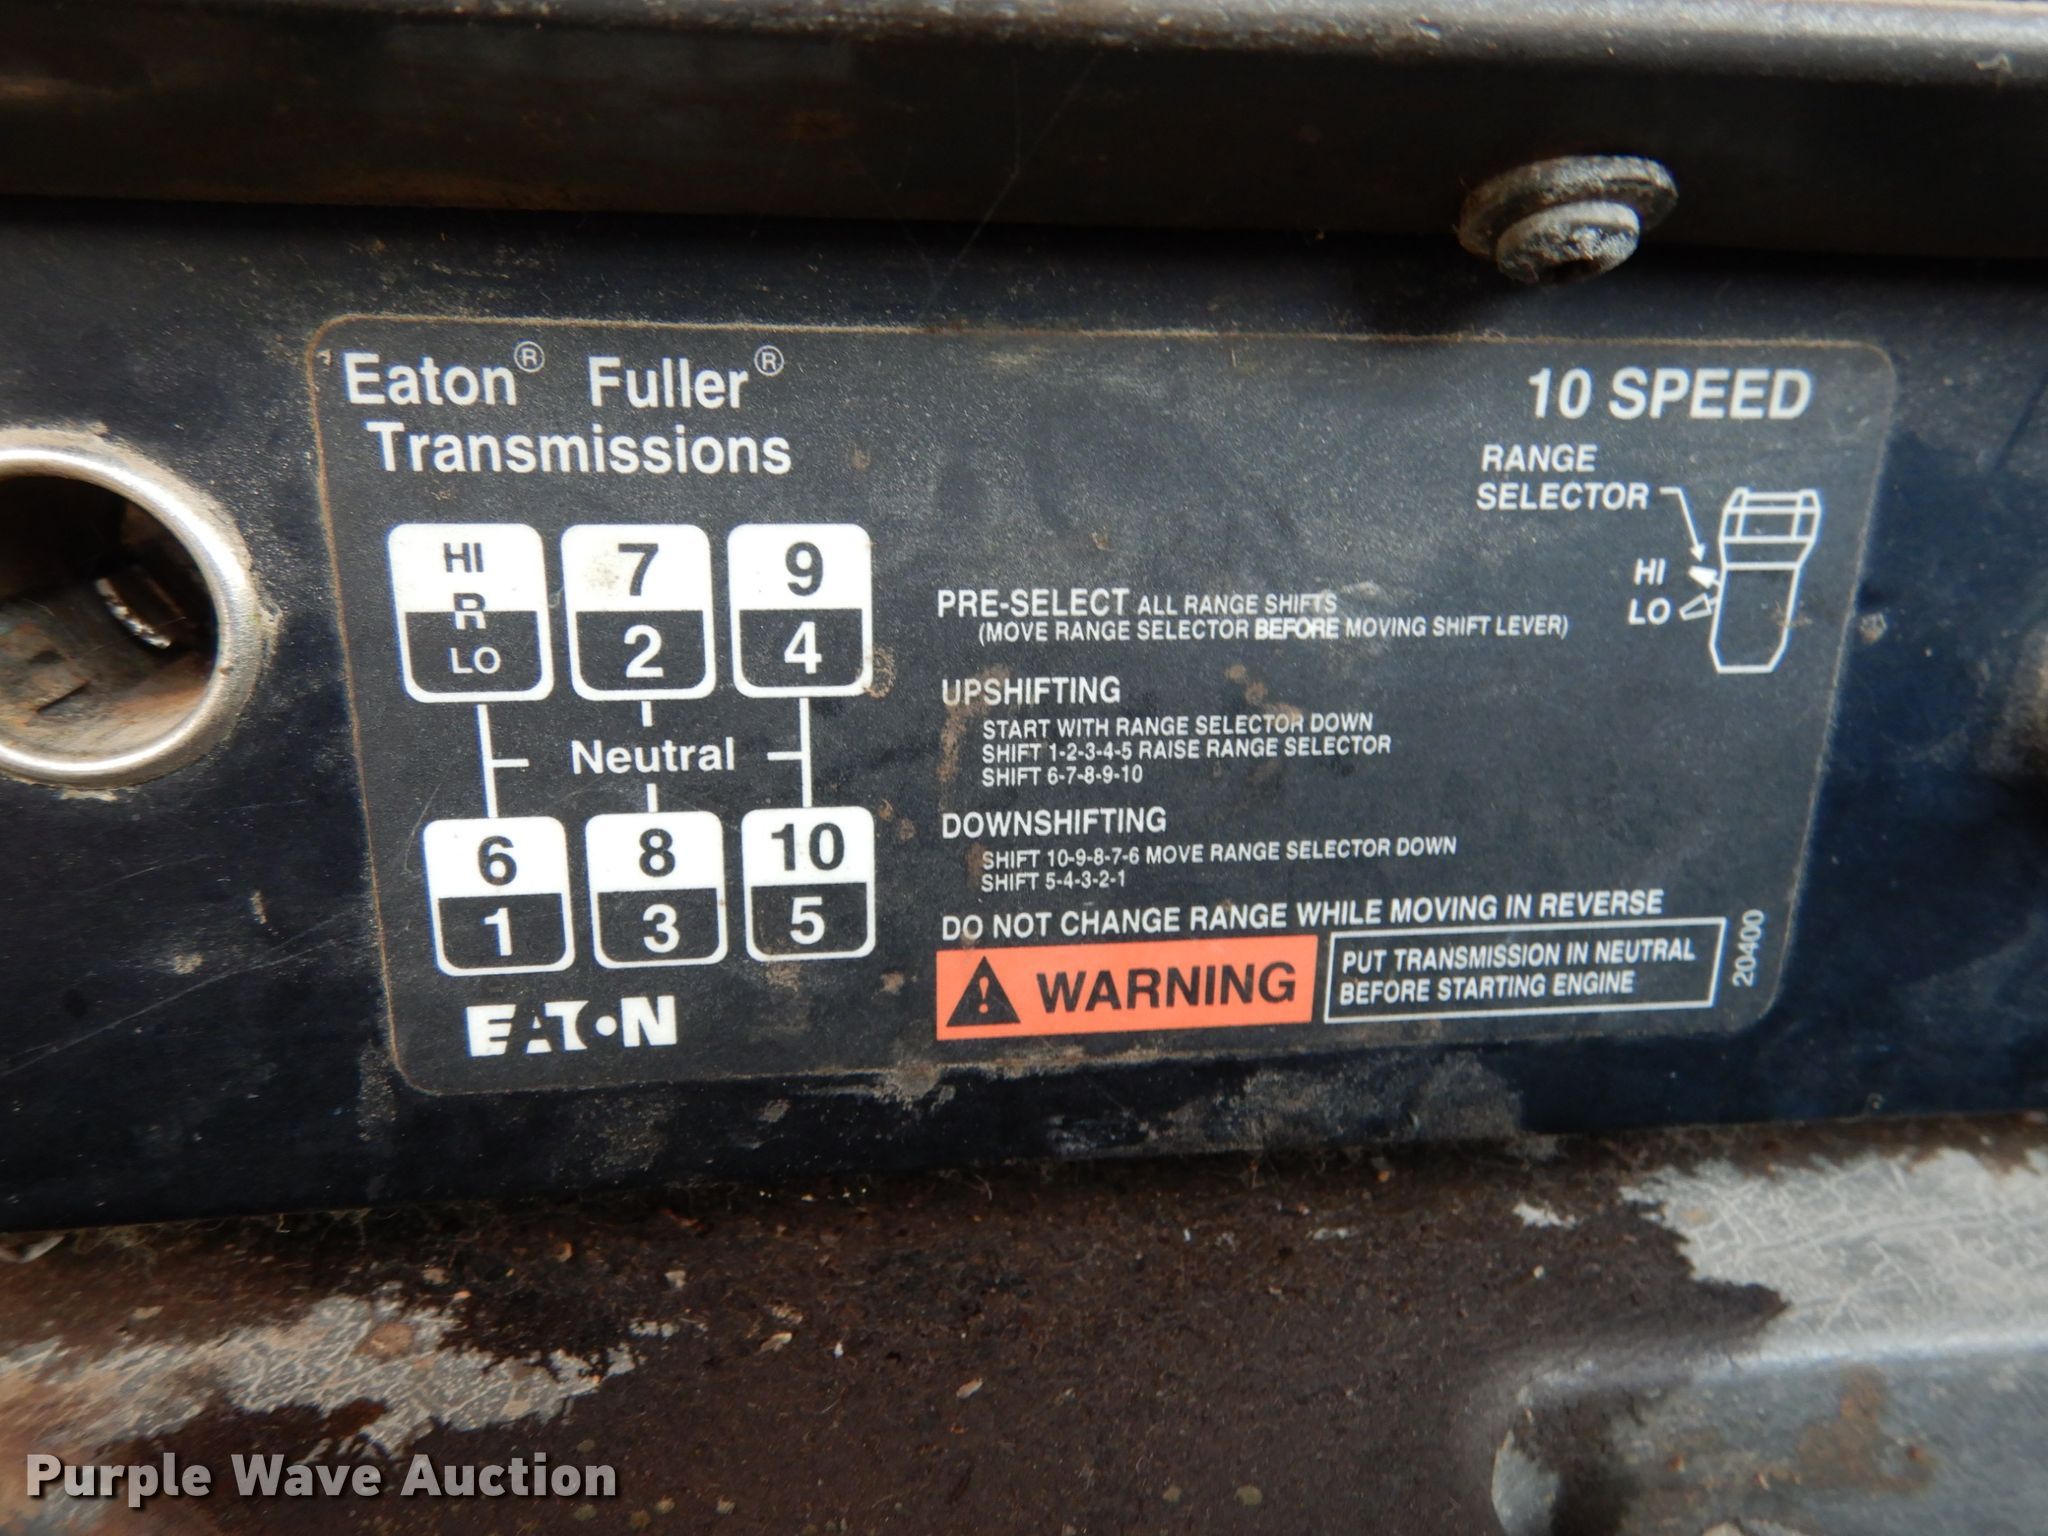 Eaton® Fuller®
Transmissions
10 SPEED
RANGE
SELECTOR
HI
LO
HI
R
LO
7
2
9
4
Neutral
6
1
8
3
10
5
EATON
PRE-SELECT ALL RANGE SHIFTS
(MOVE RANGE SELECTOR BEFORE MOVING SHIFT LEVER)
UPSHIFTING
START WITH RANGE SELECTOR DOWN
SHIFT 1-2-3-4-5 RAISE RANGE SELECTOR
SHIFT 6-7-8-9-10
DOWNSHIFTING
SHIFT 10-9-8-7-6 MOVE RANGE SELECTOR DOWN
SHIFT 5-4-3-2-1
DO NOT CHANGE RANGE WHILE MOVING IN REVERSE
WARNING
PUT TRANSMISSION IN NEUTRAL
BEFORE STARTING ENGINE
20400
Purple Wave Auction